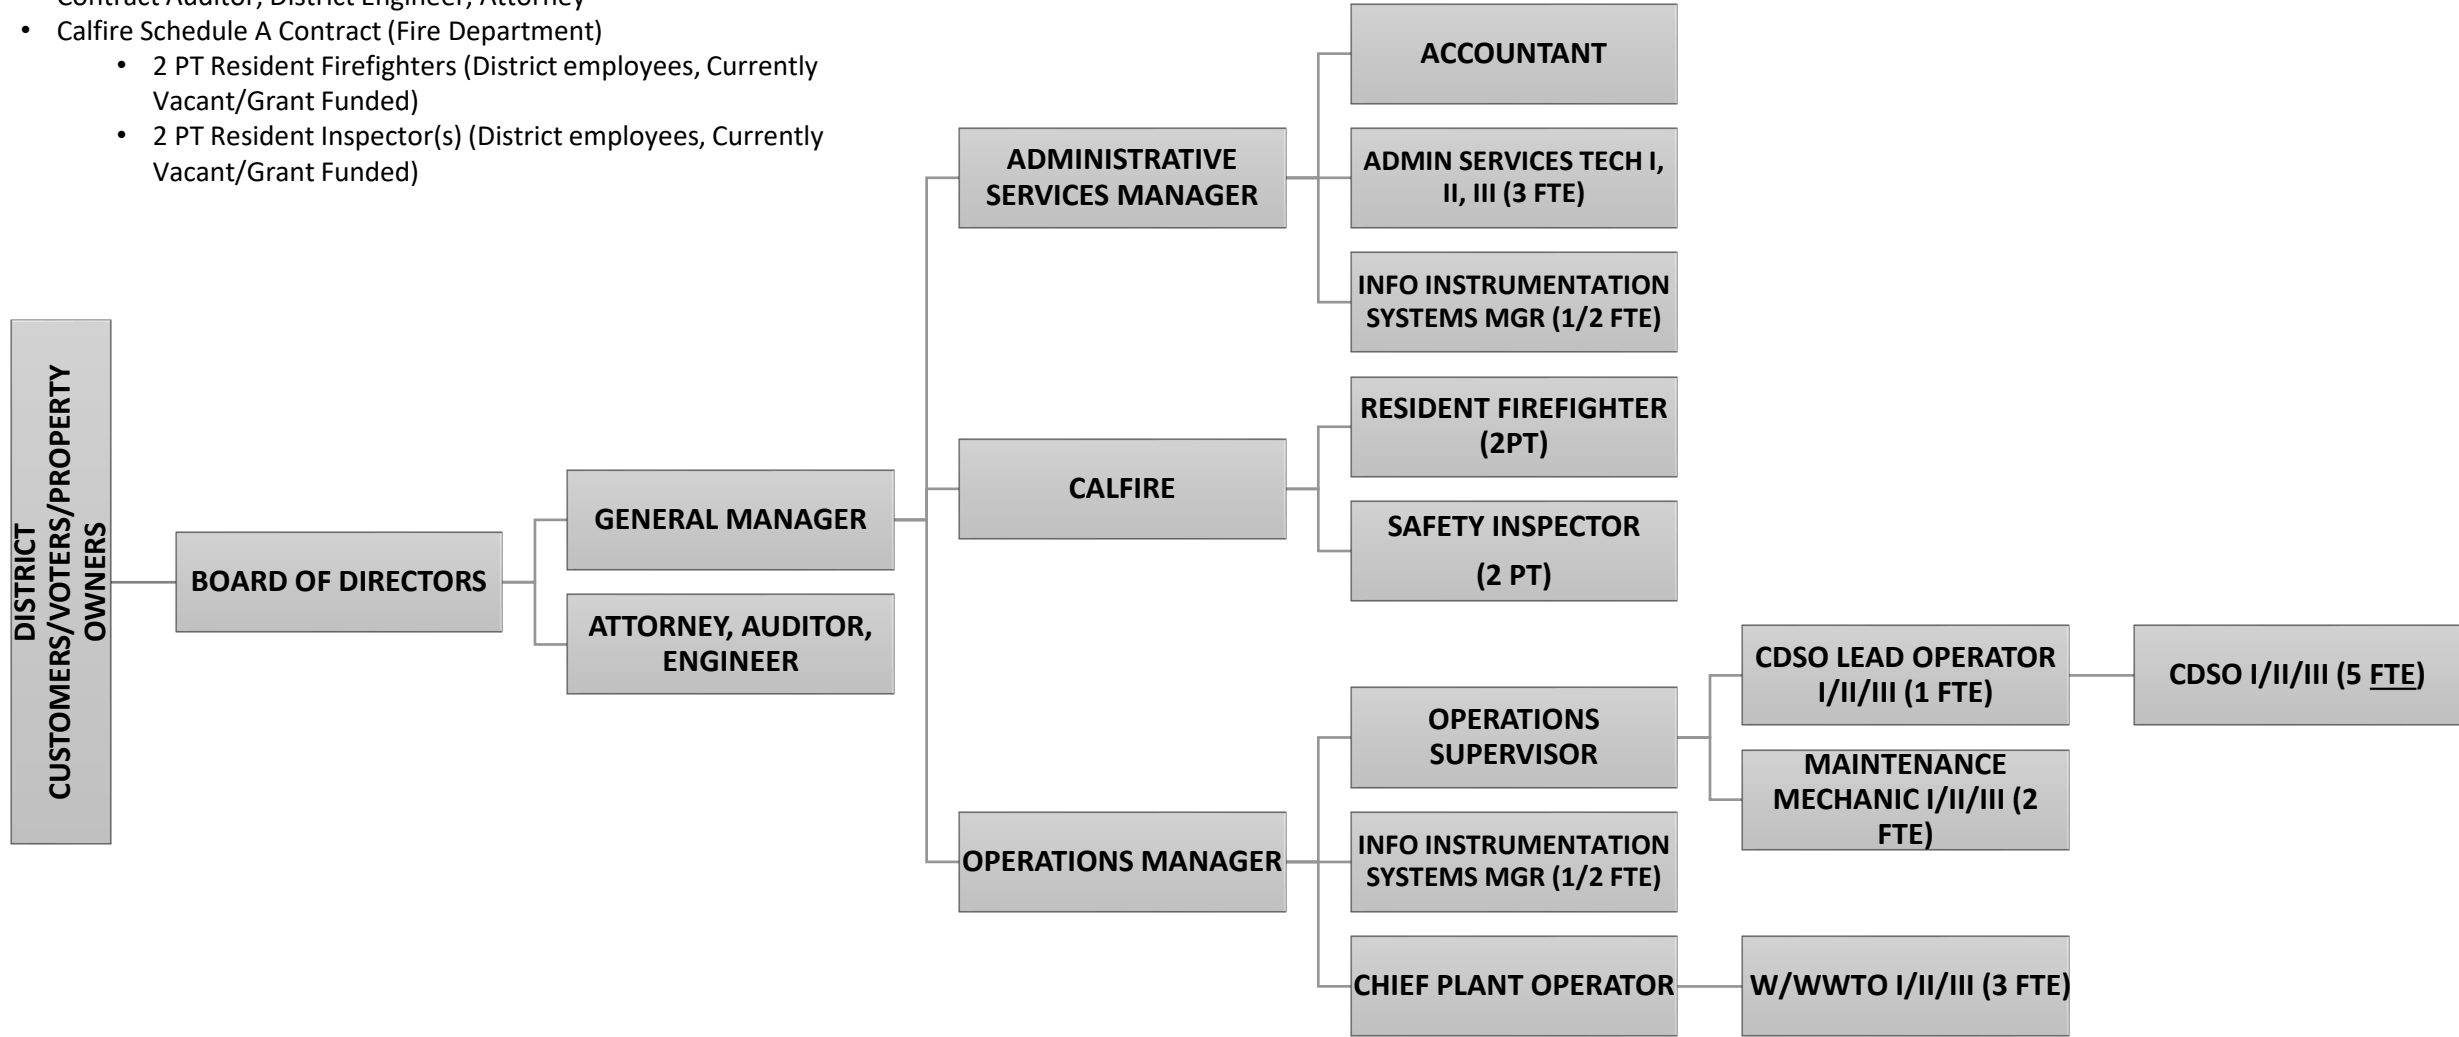 Contract Auditor, District Engineer, Attorney
• Calfire Schedule A Contract (Fire Department)
• 2 PT Resident Firefighters (District employees, Currently
Vacant/Grant Funded)
• 2 PT Resident Inspector(s) (District employees, Currently
Vacant/Grant Funded)
DISTRICT
CUSTOMERS/VOTERS/PROPERTY
OWNERS
BOARD OF DIRECTORS
GENERAL MANAGER
ATTORNEY, AUDITOR,
ENGINEER
ADMINISTRATIVE
SERVICES MANAGER
ACCOUNTANT
ADMIN SERVICES TECH I,
II, III (3 FTE)
INFO INSTRUMENTATION
SYSTEMS MGR (1/2 FTE)
CALFIRE
RESIDENT FIREFIGHTER
(2PT)
SAFETY INSPECTOR
(2 PT)
OPERATIONS MANAGER
OPERATIONS
SUPERVISOR
CDSO LEAD OPERATOR
I/II/III (1 FTE)
CDSO I/II/III (5 FTE)
MAINTENANCE
MECHANIC I/II/III (2
FTE)
INFO INSTRUMENTATION
SYSTEMS MGR (1/2 FTE)
CHIEF PLANT OPERATOR
W/WWTO I/II/III (3 FTE)